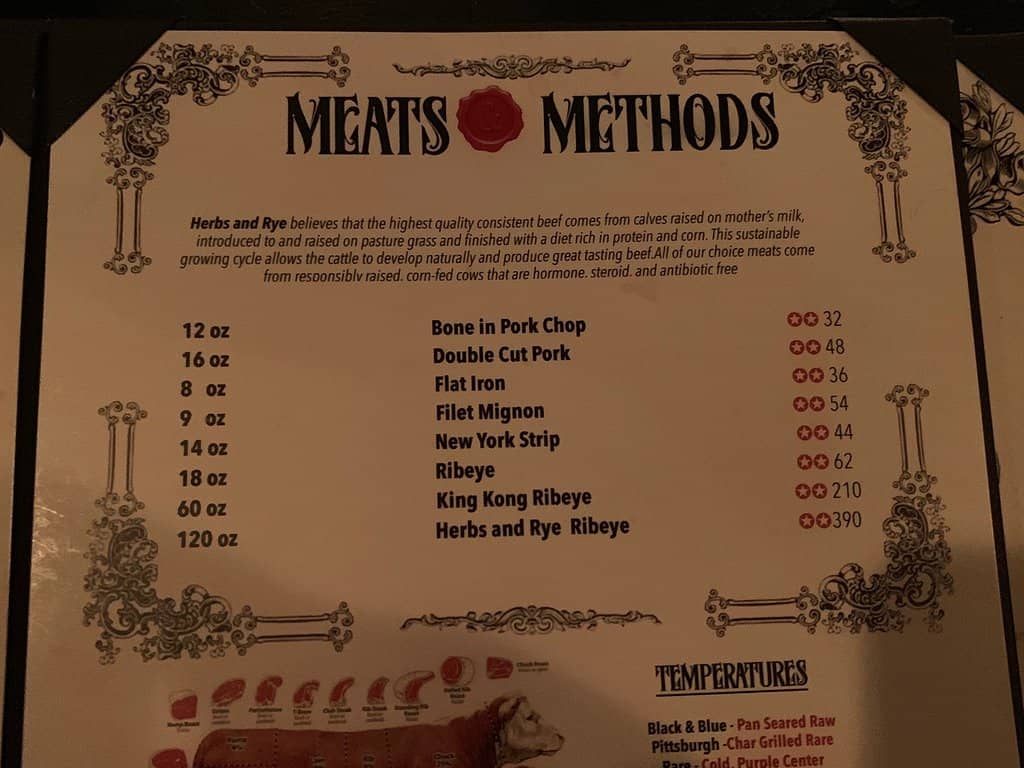 MEATS METHODS
Herbs and Rye believes that the highest quality consistent beef comes from calves raised on mother's milk,
introduced to and raised on pasture grass and finished with a diet rich in protein and corn. This sustainable
growing cycle allows the cattle to develop naturally and produce great tasting beef.All of our choice meats come
from responsibly raised, corn-fed cows that are hormone, steroid, and antibiotic free
12 oz Bone in Pork Chop 32
16 oz Double Cut Pork 48
8 oz Flat Iron 36
9 oz Filet Mignon 54
14 oz New York Strip 44
18 oz Ribeye 62
60 oz King Kong Ribeye 210
120 oz Herbs and Rye Ribeye 390
TEMPERATURES
Black & Blue - Pan Seared Raw
Pittsburgh -Char Grilled Rare
Rare - Cold, Purple Center